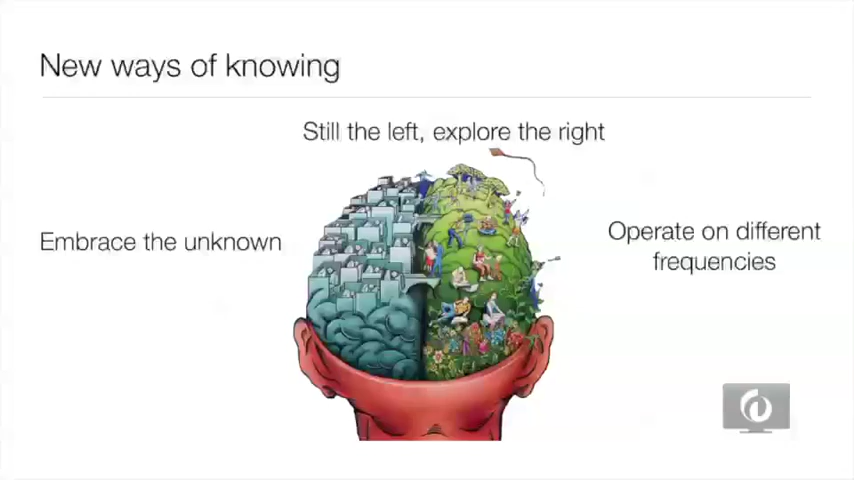 New ways of knowing
Still the left, explore the right
Embrace the unknown
Operate on different
frequencies